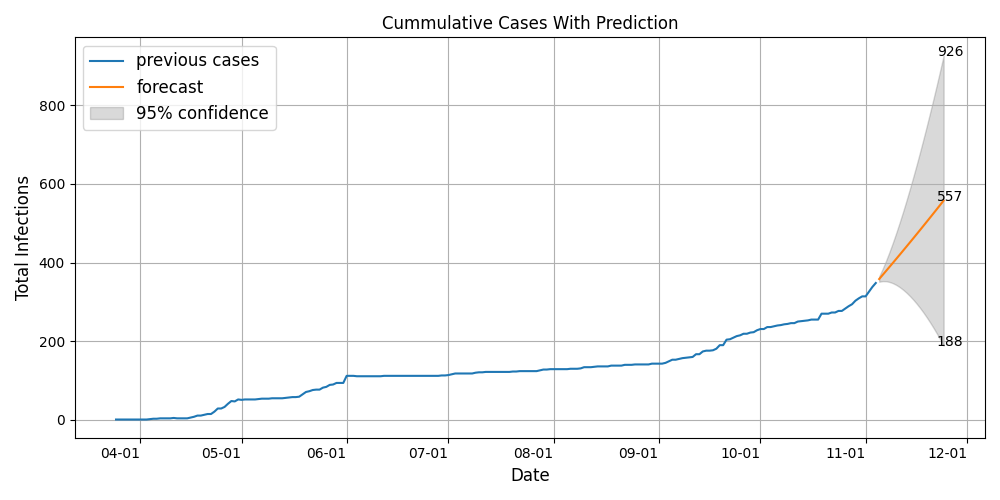 Cummulative Cases With Prediction
previous cases
forecast
95% confidence
926
557
188
Total Infections
800
600
400
200
0
04-01 05-01 06-01 07-01 08-01 09-01 10-01 11-01 12-01
Date